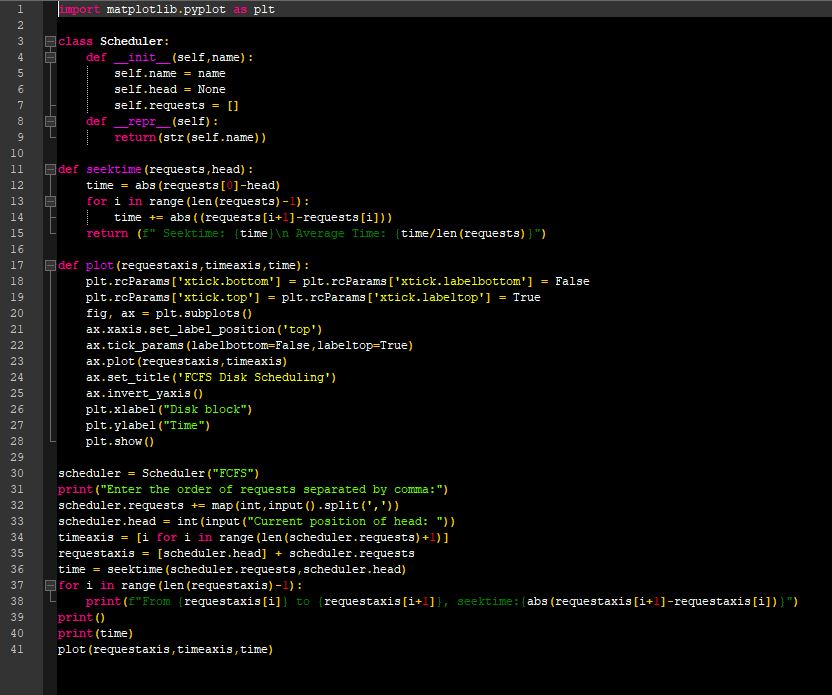 1 import matplotlib.pyplot as plt
2
3 class Scheduler:
4     def __init__(self,name):
5         self.name = name
6         self.head = None
7         self.requests = []
8     def __repr__(self):
9         return(str(self.name))
10
11 def seektime(requests,head):
12     time = abs(requests[0]-head)
13     for i in range(len(requests)-1):
14         time += abs((requests[i+1]-requests[i]))
15     return (f" Seektime: {time}\n Average Time: {time/len(requests)}")
16
17 def plot(requestaxis,timeaxis,time):
18     plt.rcParams['xtick.bottom'] = plt.rcParams['xtick.labelbottom'] = False
19     plt.rcParams['xtick.top'] = plt.rcParams['xtick.labeltop'] = True
20     fig, ax = plt.subplots()
21     ax.xaxis.set_label_position('top')
22     ax.tick_params(labelbottom=False,labeltop=True)
23     ax.plot(requestaxis,timeaxis)
24     ax.set_title('FCFS Disk Scheduling')
25     ax.invert_yaxis()
26     plt.xlabel("Disk block")
27     plt.ylabel("Time")
28     plt.show()
29
30 scheduler = Scheduler("FCFS")
31 print("Enter the order of requests separated by comma:")
32 scheduler.requests += map(int,input().split(','))
33 scheduler.head = int(input("Current position of head: "))
34 timeaxis = [i for i in range(len(scheduler.requests)+1)]
35 requestaxis = [scheduler.head] + scheduler.requests
36 time = seektime(scheduler.requests,scheduler.head)
37 for i in range(len(requestaxis)-1):
38     print(f"From {requestaxis[i]} to {requestaxis[i+1]}, seektime:{abs(requestaxis[i+1]-requestaxis[i])}")
39 print()
40 print(time)
41 plot(requestaxis,timeaxis,time)